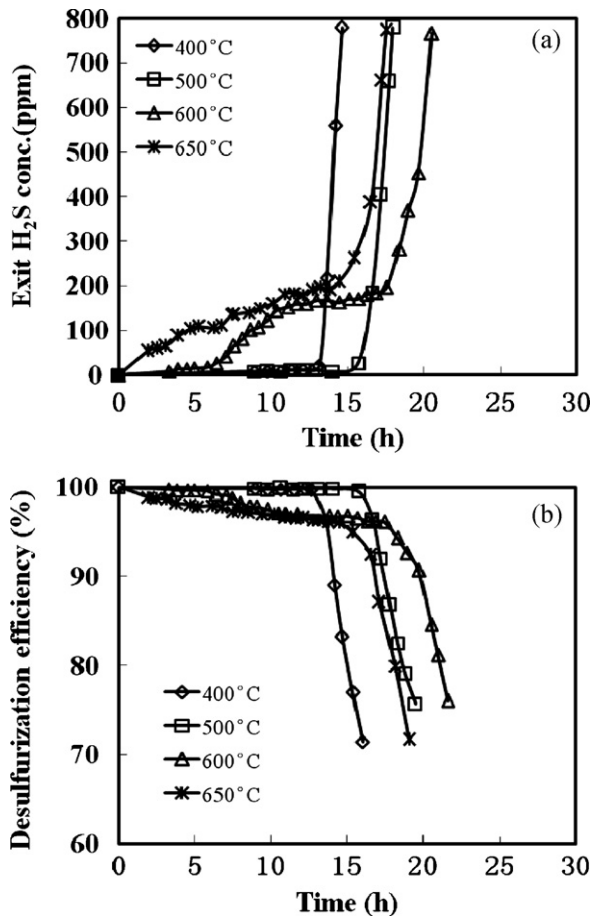 (a)
400°C
500°C
600°C
650°C
Exit H₂S conc.(ppm)
800
700
600
500
400
300
200
100
0
0 5 10 15 20 25 30
Time (h)
(b)
400°C
500°C
600°C
650°C
Desulfurization efficiency (%)
100
90
80
70
60
0 5 10 15 20 25 30
Time (h)